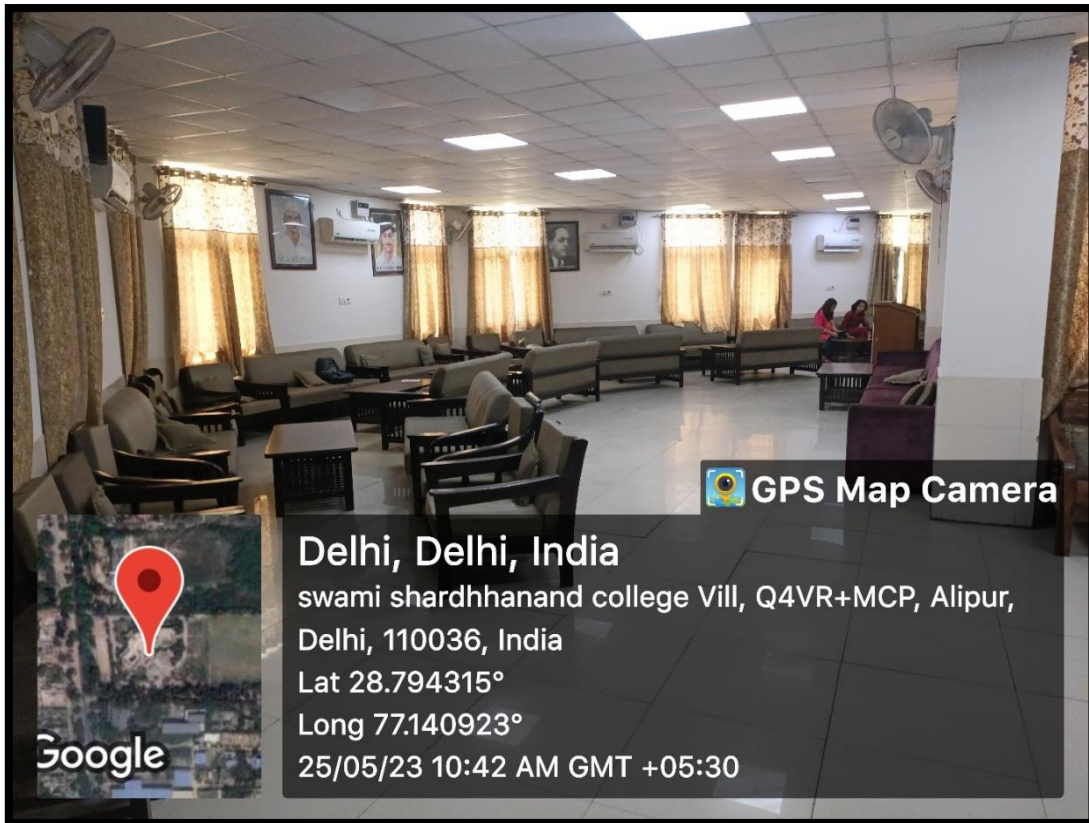 GPS Map Camera
Delhi, Delhi, India
swami shardhhanand college Vill, Q4VR+MCP, Alipur,
Delhi, 110036, India
Lat 28.794315°
Long 77.140923°
25/05/23 10:42 AM GMT +05:30
Google